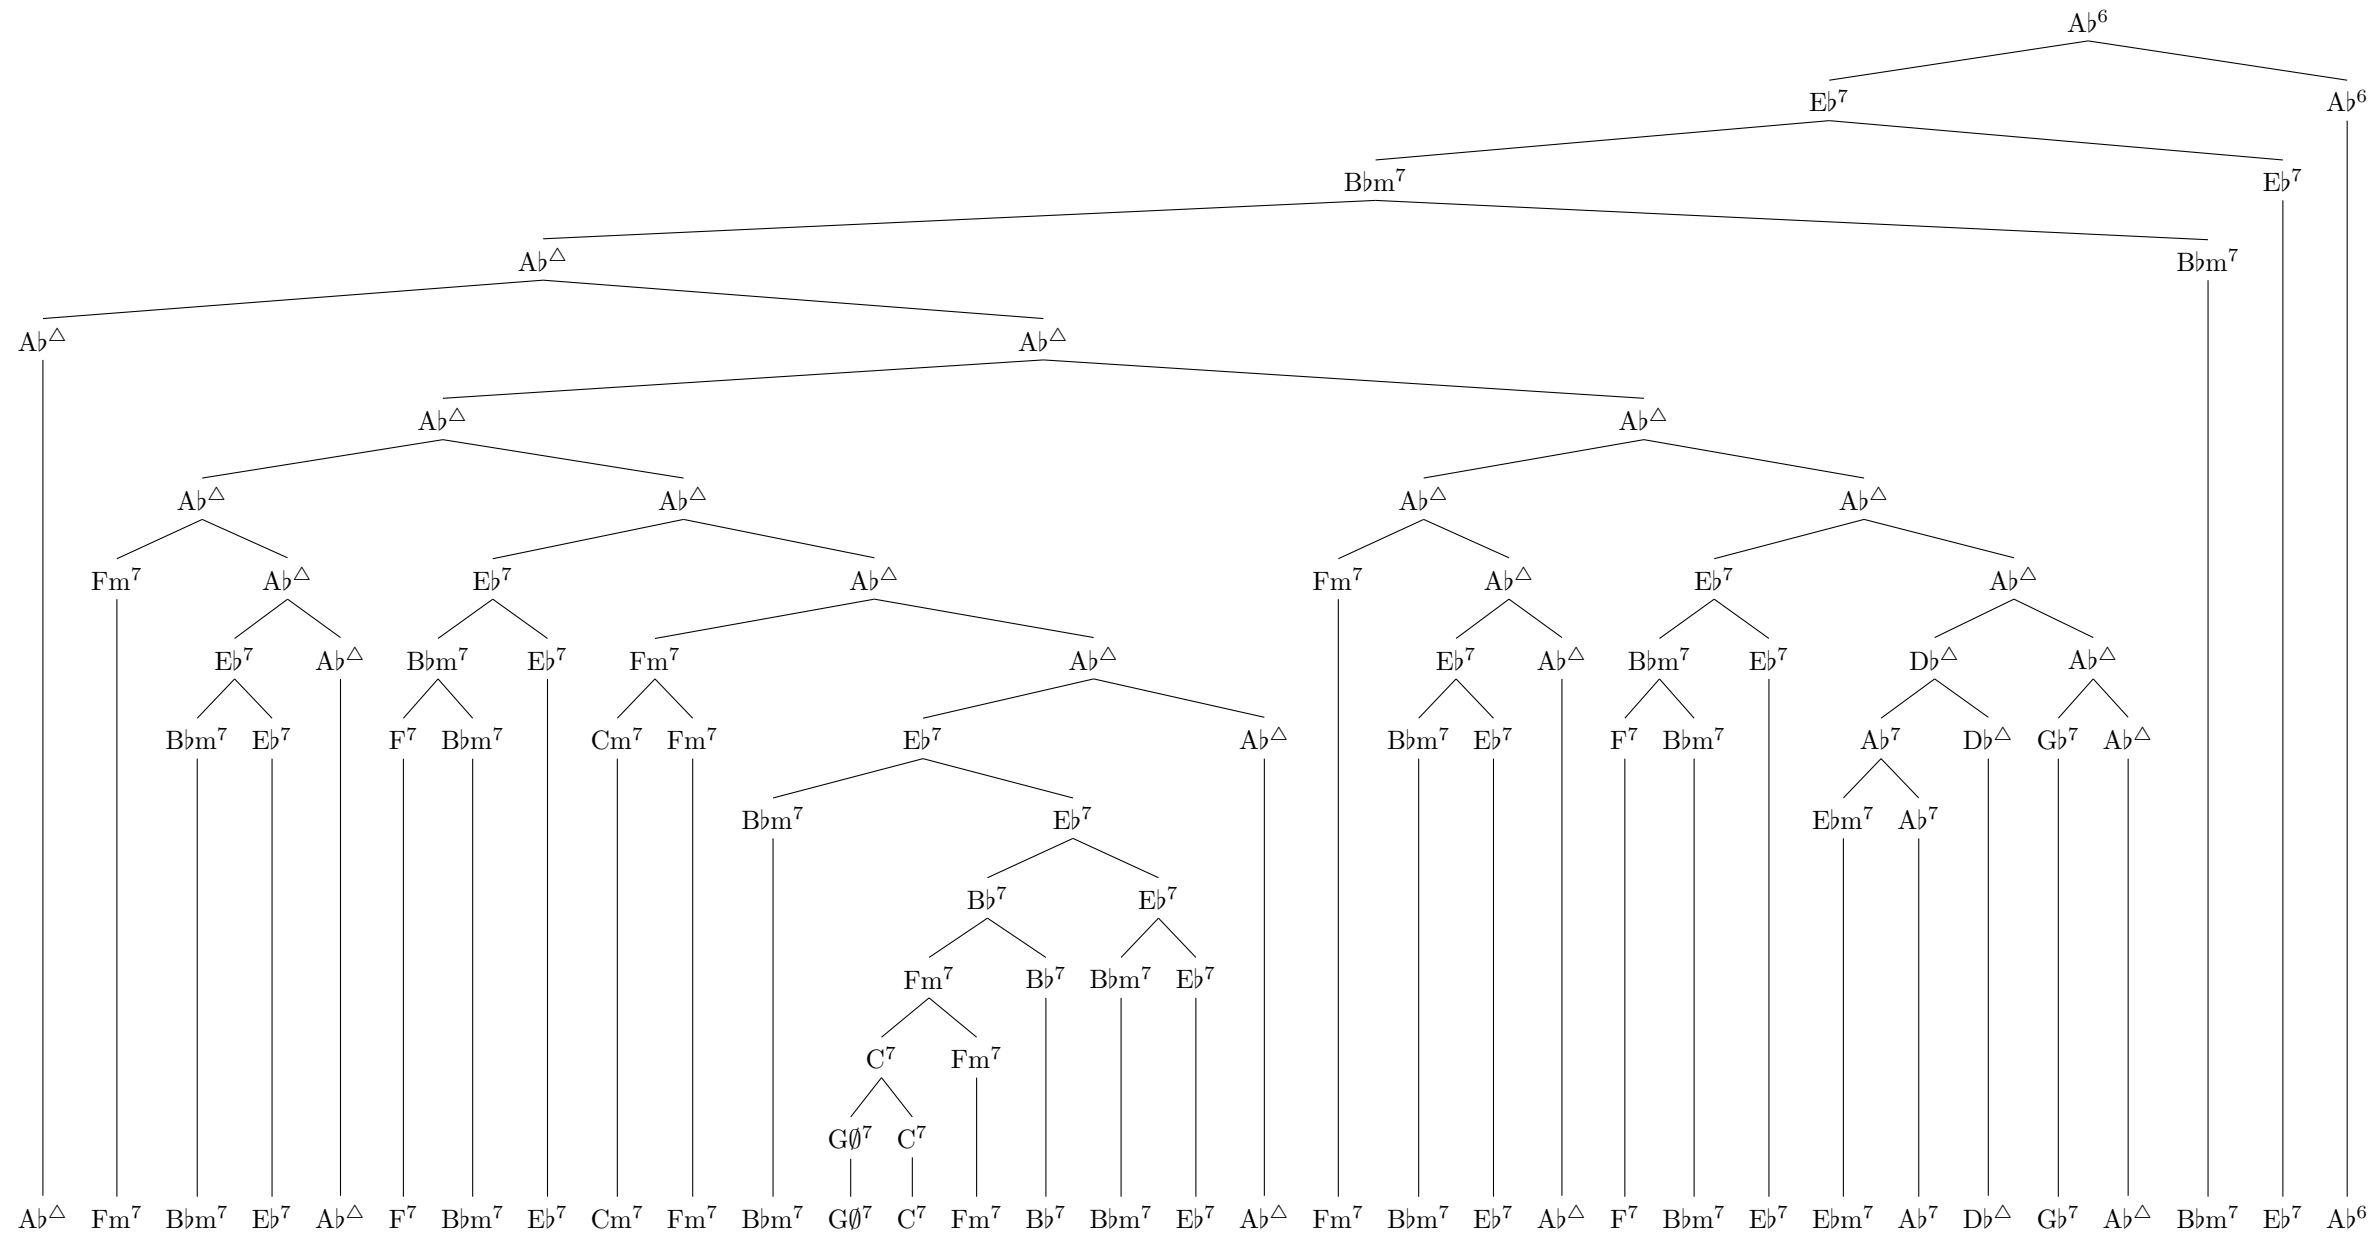 A♭⁶
E♭⁷ A♭⁶
B♭m⁷ E♭⁷
A♭△ B♭m⁷
A♭△ A♭△
A♭△ A♭△
A♭△ A♭△ A♭△ A♭△
Fm⁷ A♭△ E♭⁷ A♭△ Fm⁷ A♭△ E♭⁷ A♭△
E♭⁷ A♭△ B♭m⁷ E♭⁷ Fm⁷ A♭△ E♭⁷ A♭△ B♭m⁷ E♭⁷ D♭△ A♭△
B♭m⁷ E♭⁷ F⁷ B♭m⁷ Cm⁷ Fm⁷ E♭⁷ A♭△ B♭m⁷ E♭⁷ F⁷ B♭m⁷ A♭⁷ D♭△ G♭⁷ A♭△
B♭m⁷ E♭⁷ E♭m⁷ A♭⁷
B♭⁷ E♭⁷
Fm⁷ B♭⁷ B♭m⁷ E♭⁷
C⁷ Fm⁷
G∅⁷ C⁷
A♭△ Fm⁷ B♭m⁷ E♭⁷ A♭△ F⁷ B♭m⁷ E♭⁷ Cm⁷ Fm⁷ B♭m⁷ G∅⁷ C⁷ Fm⁷ B♭⁷ B♭m⁷ E♭⁷ A♭△ Fm⁷ B♭m⁷ E♭⁷ A♭△ F⁷ B♭m⁷ E♭⁷ E♭m⁷ A♭⁷ D♭△ G♭⁷ A♭△ B♭m⁷ E♭⁷ A♭⁶